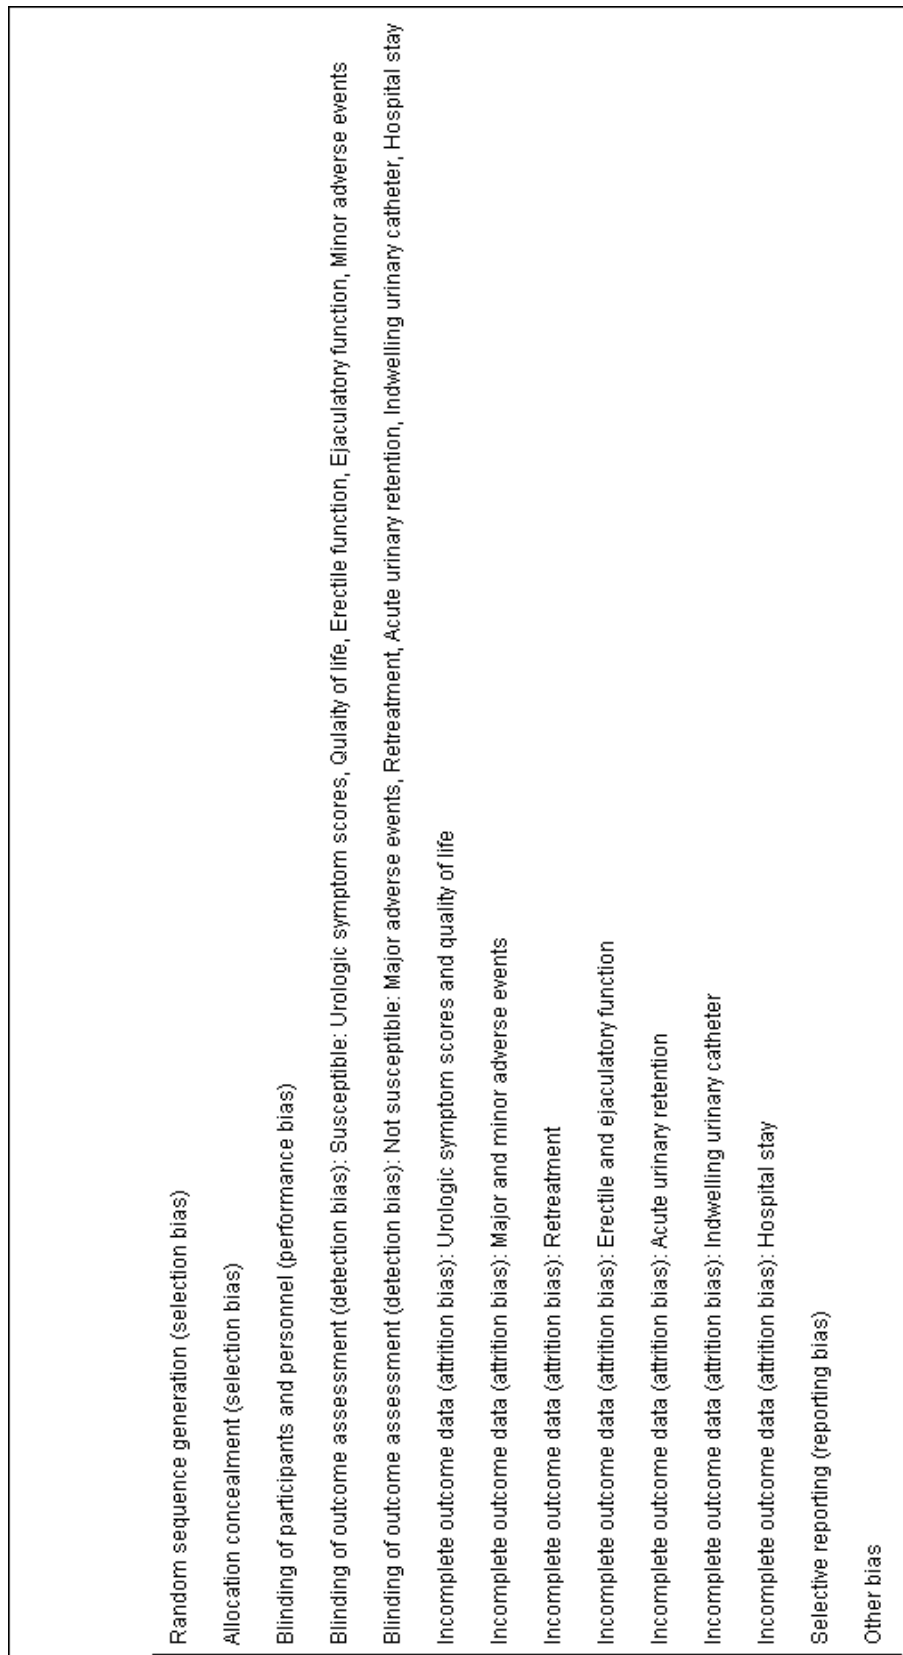 Random sequence generation (selection bias)
Allocation concealment (selection bias)
Blinding of participants and personnel (performance bias)
Blinding of outcome assessment (detection bias): Susceptible: Urologic symptom scores, Qulaity of life, Erectile function, Ejaculatory function, Minor adverse events
Blinding of outcome assessment (detection bias): Not susceptible: Major adverse events, Retreatment, Acute urinary retention, Indwelling urinary catheter, Hospital stay
Incomplete outcome data (attrition bias): Urologic symptom scores and quality of life
Incomplete outcome data (attrition bias): Major and minor adverse events
Incomplete outcome data (attrition bias): Retreatment
Incomplete outcome data (attrition bias): Erectile and ejaculatory function
Incomplete outcome data (attrition bias): Acute urinary retention
Incomplete outcome data (attrition bias): Indwelling urinary catheter
Incomplete outcome data (attrition bias): Hospital stay
Selective reporting (reporting bias)
Other bias